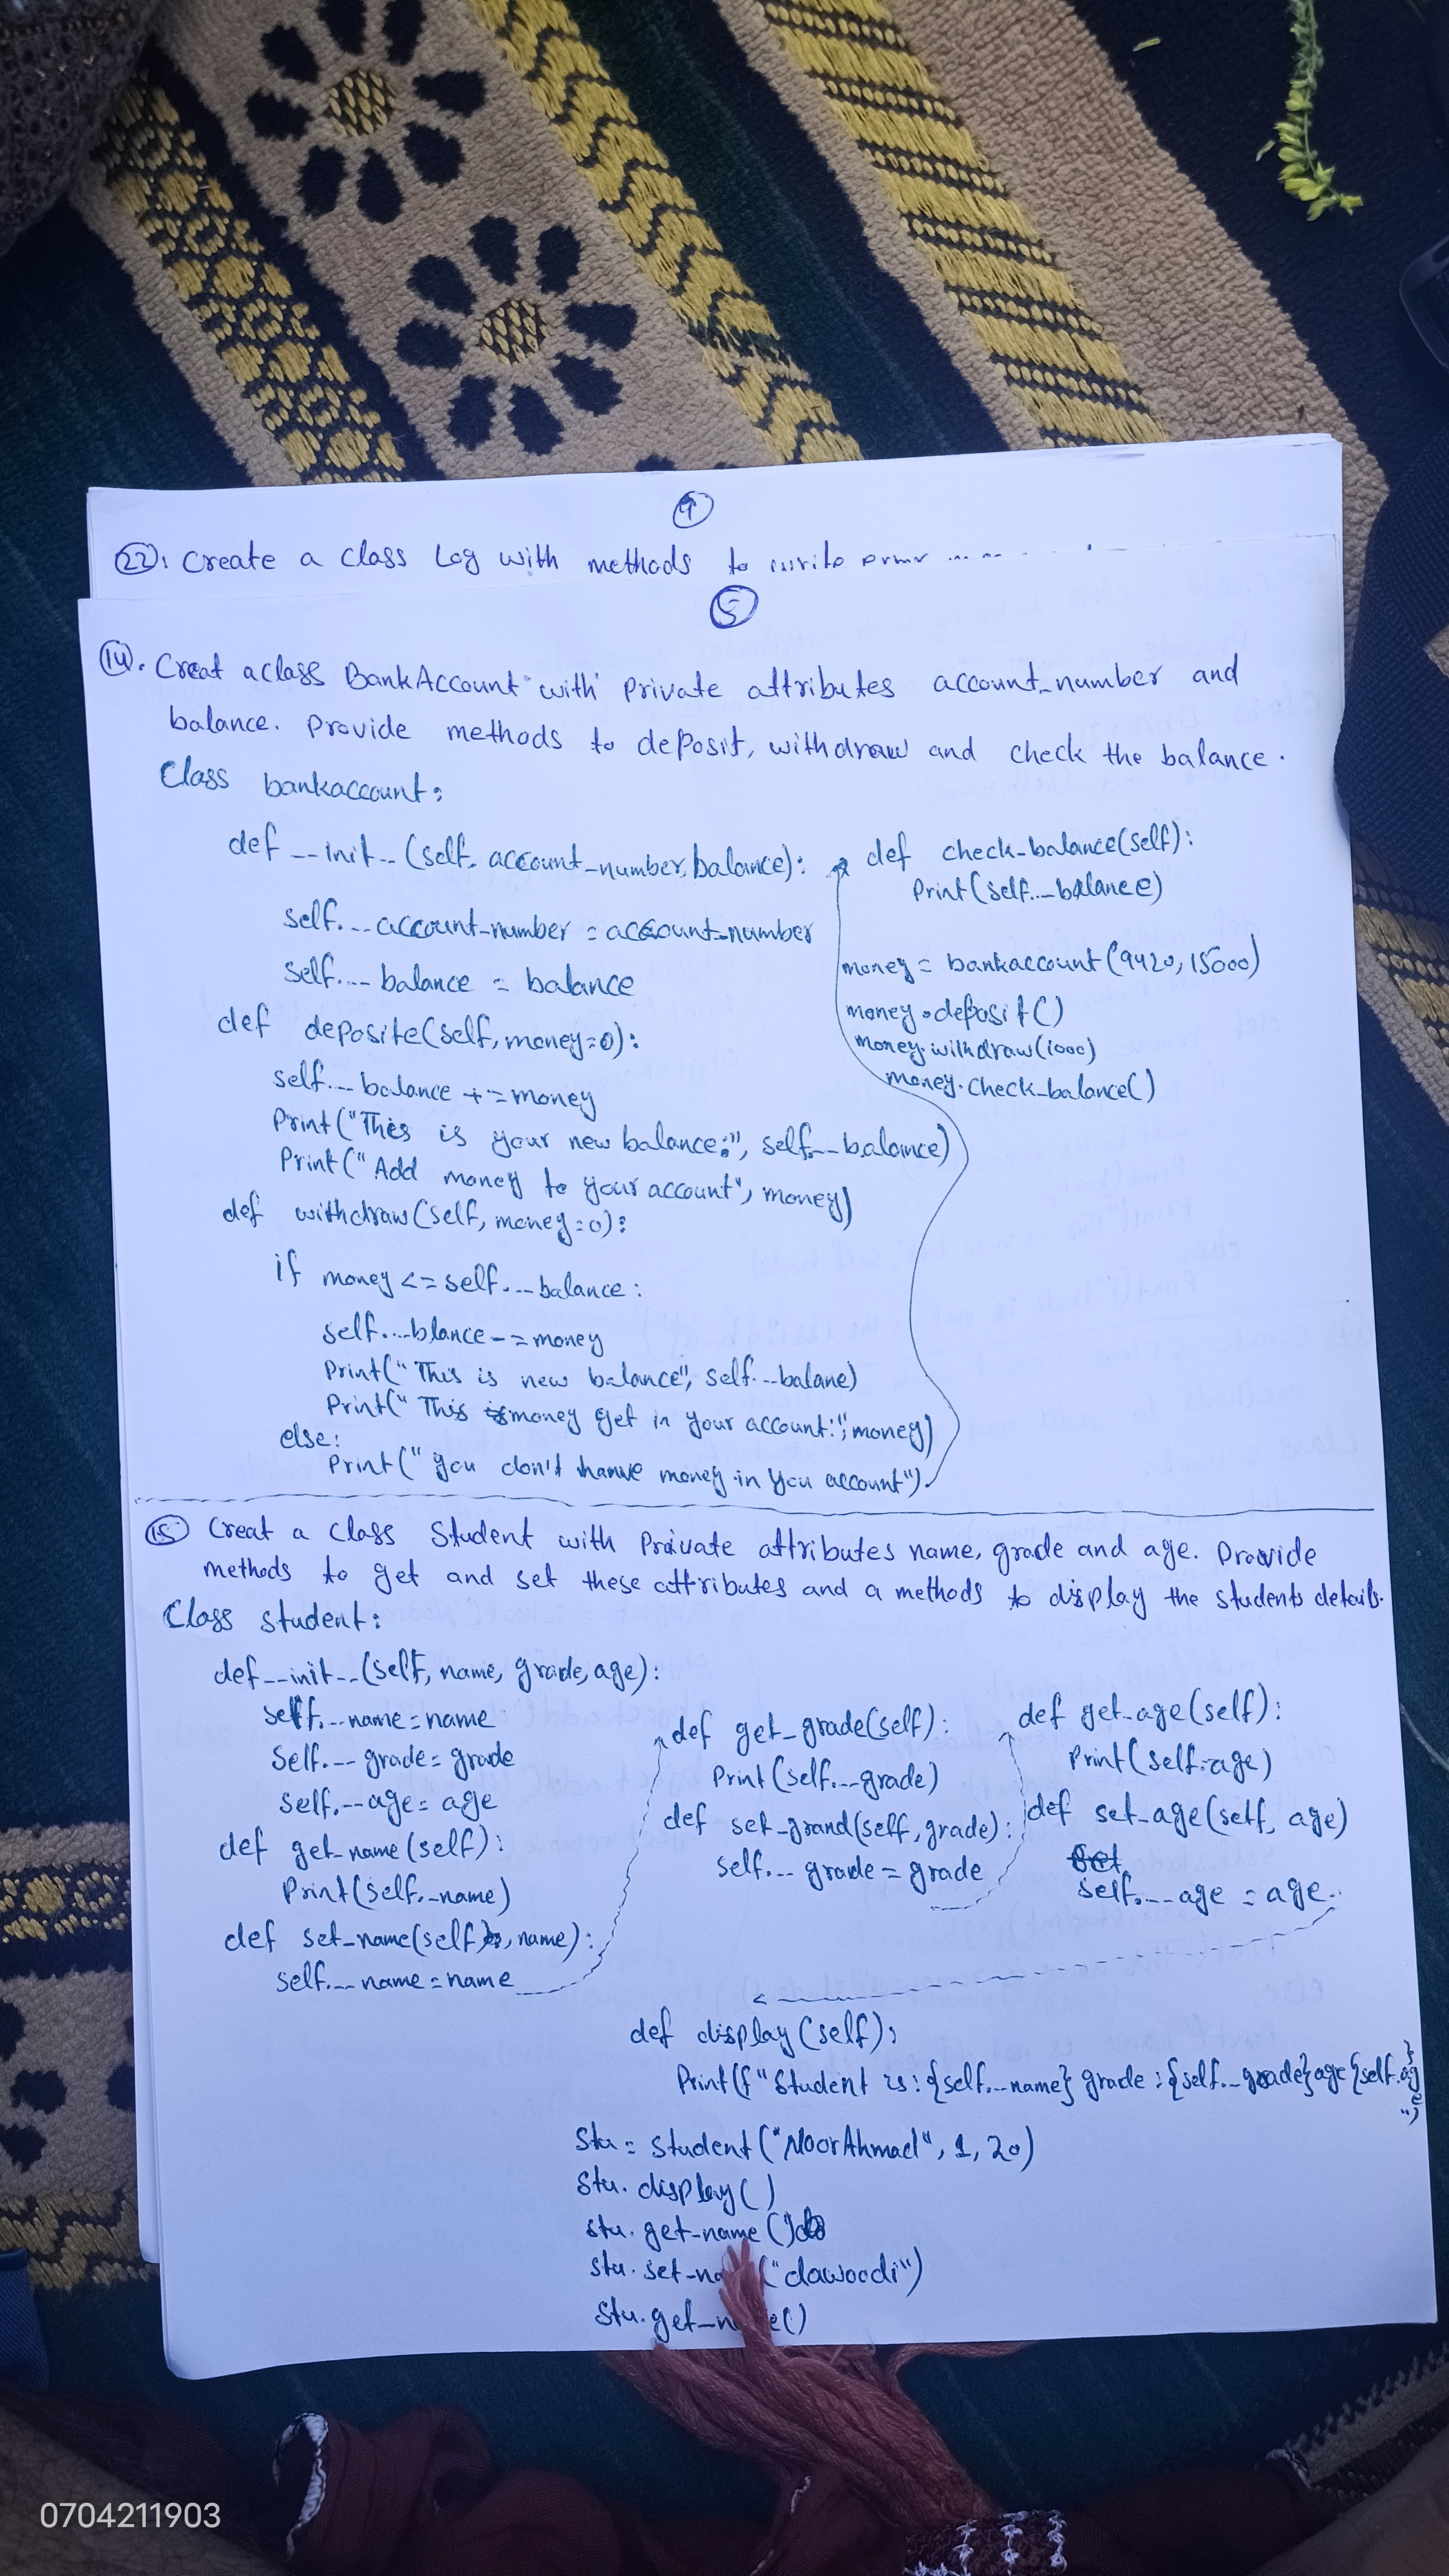 9
22: Create a class Log with methods to write
5
14. Creat a class BankAccount with private attributes account_number and
balance. Provide methods to deposit, withdraw and check the balance.
Class bankaccount:
def __init__(self, account_number, balance):
self.__account_number = account_number
self.__balance = balance
def deposite(self, money=0):
self.__balance += money
Print("This is your new balance:", self.__balance)
Print("Add money to your account", money)
def withdraw(self, money=0):
if money <= self.__balance:
self.__blance -= money
Print("This is new balance", self.__balane)
Print("This money get in your account:", money)
else:
Print("you don't hanve money in you account")
def check_balance(self):
Print(self.__balance)
money = bankaccount(9420, 15000)
money.deposit()
money.withdraw(1000)
money.check_balance()
15 Creat a class Student with Private attributes name, grade and age. Provide
methods to get and set these attributes and a methods to display the students details.
Class student:
def __init__(self, name, grade, age):
self.__name = name
self.__grade = grade
self.__age = age
def get_name(self):
Print(self._name)
def set_name(self, name):
self.__name = name
def get_grade(self):
Print(self.__grade)
def set_grand(self, grade):
self.__grade = grade
def get_age(self):
Print(self.age)
def set_age(self, age)
self.__age = age
def display(self):
Print(f"Student is: {self.__name} grade: {self.__grade} age {self.age}")
Stu = student("NoorAhmad", 1, 20)
Stu.display()
stu.get_name()
stu.set_na ("dawoodi")
Stu.get_n e()
0704211903